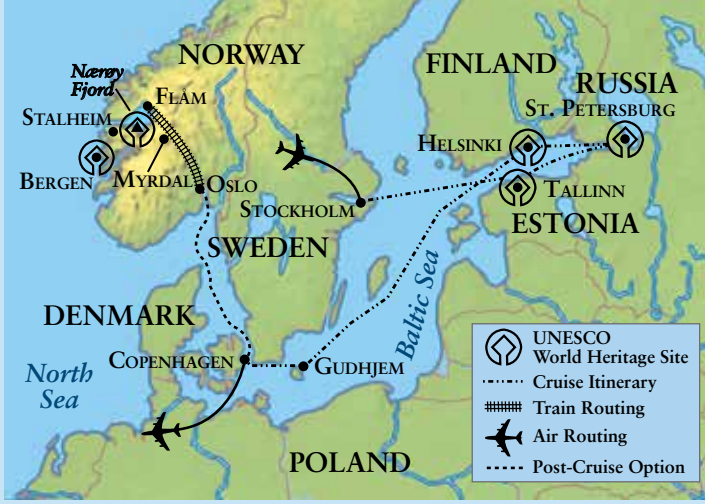 NORWAY
FINLAND
RUSSIA
Nærøy
Fjord
FLÅM
ST. PETERSBURG
STALHEIM
HELSINKI
BERGEN
MYRDAL
OSLO
TALLINN
STOCKHOLM
ESTONIA
SWEDEN
Baltic Sea
DENMARK
COPENHAGEN
GUDHJEM
North
Sea
POLAND
UNESCO
World Heritage Site
Cruise Itinerary
Train Routing
Air Routing
Post-Cruise Option